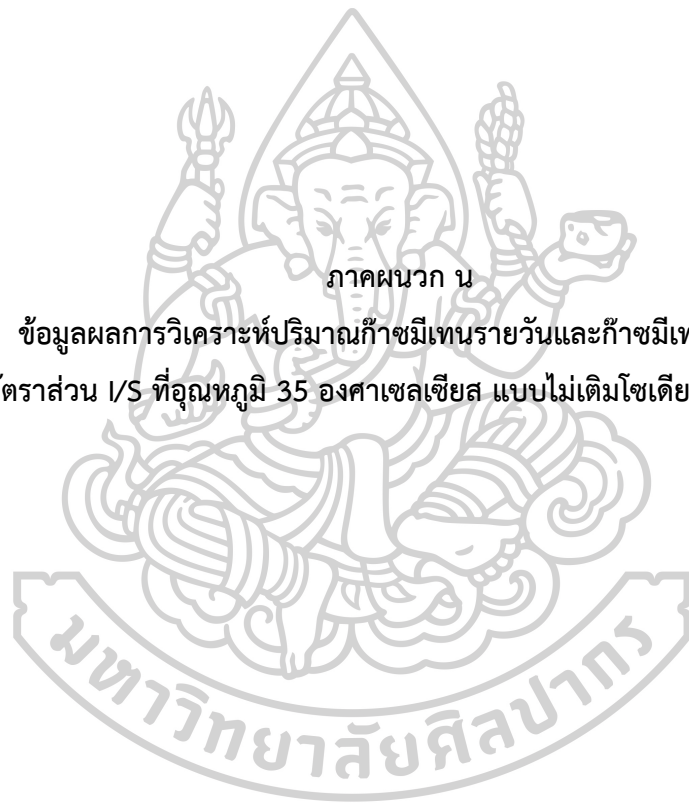 ภาคผนวก น
ข้อมูลผลการวิเคราะห์ปริมาณก๊าซมีเทนรายวันและก๊าซมีเท
ัตราส่วน I/S ที่อุณหภูมิ 35 องศาเซลเซียส แบบไม่เติมโซเดีย
มหาวิทยาลัยศิลปากร